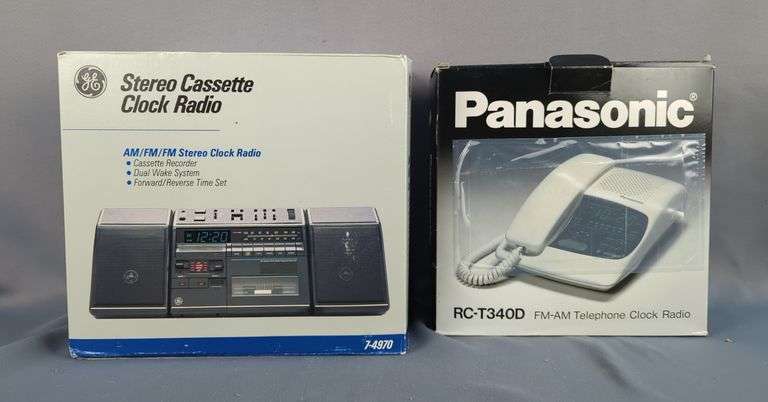 GE
Stereo Cassette
Clock Radio
AM/FM/FM Stereo Clock Radio
• Cassette Recorder
• Dual Wake System
• Forward/Reverse Time Set
12:20
7-4970
Panasonic®
RC-T340D FM-AM Telephone Clock Radio